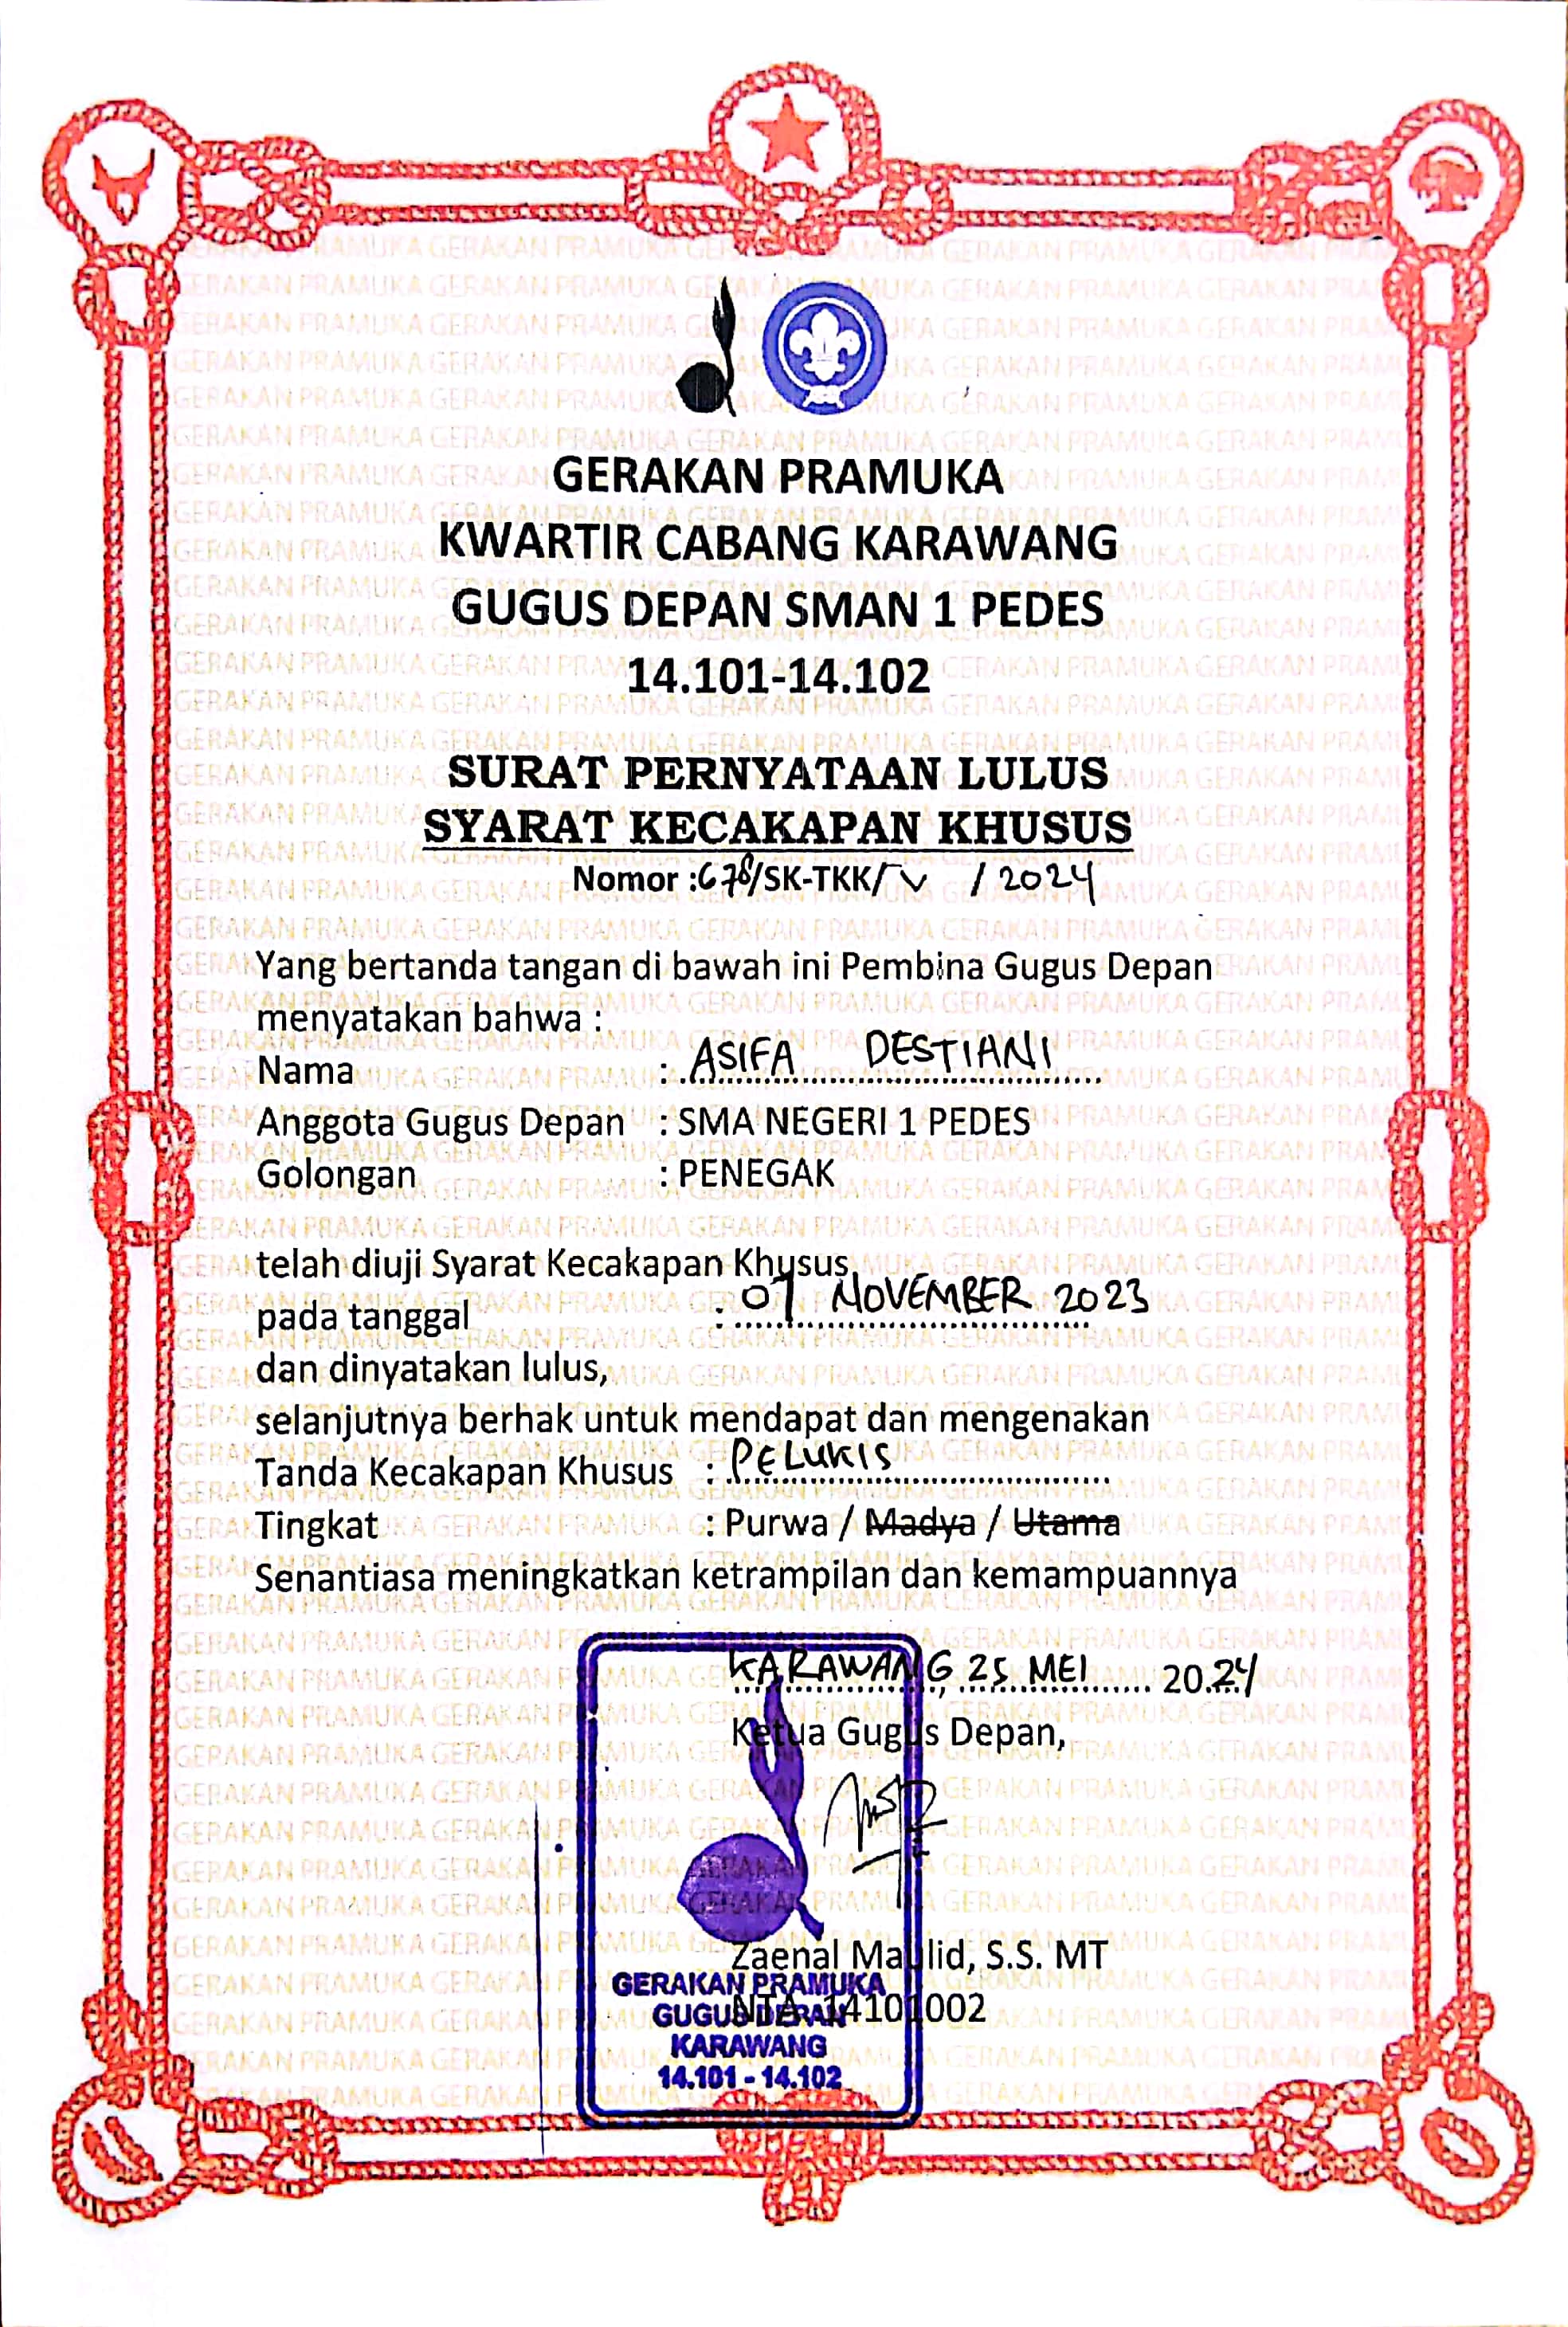 GERAKAN PRAMUKA
KWARTIR CABANG KARAWANG
GUGUS DEPAN SMAN 1 PEDES
14.101-14.102
SURAT PERNYATAAN LULUS
SYARAT KECAKAPAN KHUSUS
Nomor :678/SK-TKK/V / 2024
Yang bertanda tangan di bawah ini Pembina Gugus Depan
menyatakan bahwa :
Nama : ASIFA DESTIANI
Anggota Gugus Depan : SMA NEGERI 1 PEDES
Golongan : PENEGAK
telah diuji Syarat Kecakapan Khusus
pada tanggal : 07 NOVEMBER 2023
dan dinyatakan lulus,
selanjutnya berhak untuk mendapat dan mengenakan
Tanda Kecakapan Khusus : PELUKIS
Tingkat : Purwa / Madya / Utama
Senantiasa meningkatkan ketrampilan dan kemampuannya
KARAWANG, 25 MEI 2024
Ketua Gugus Depan,
Zaenal Maulid, S.S. MT
NTA. 14101002
GERAKAN PRAMUKA
GUGUS DEPAN
KARAWANG
14.101 - 14.102